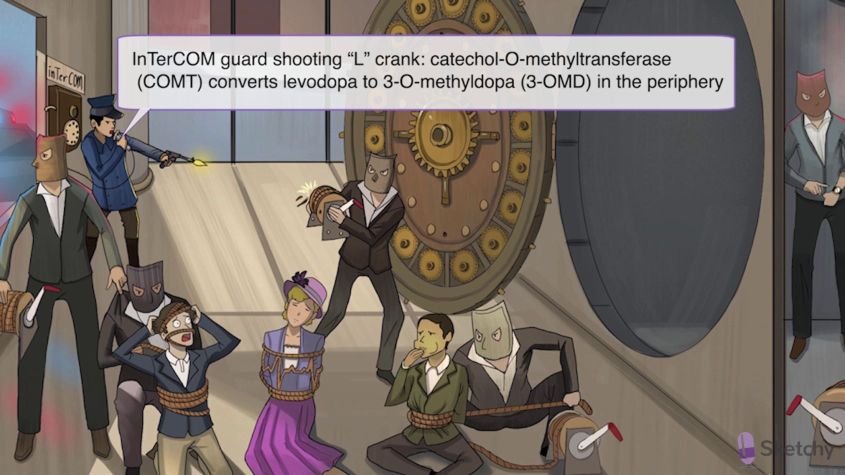 InTerCOM guard shooting “L” crank: catechol-O-methyltransferase
(COMT) converts levodopa to 3-O-methyldopa (3-OMD) in the periphery
inTerCOM
Sketchy